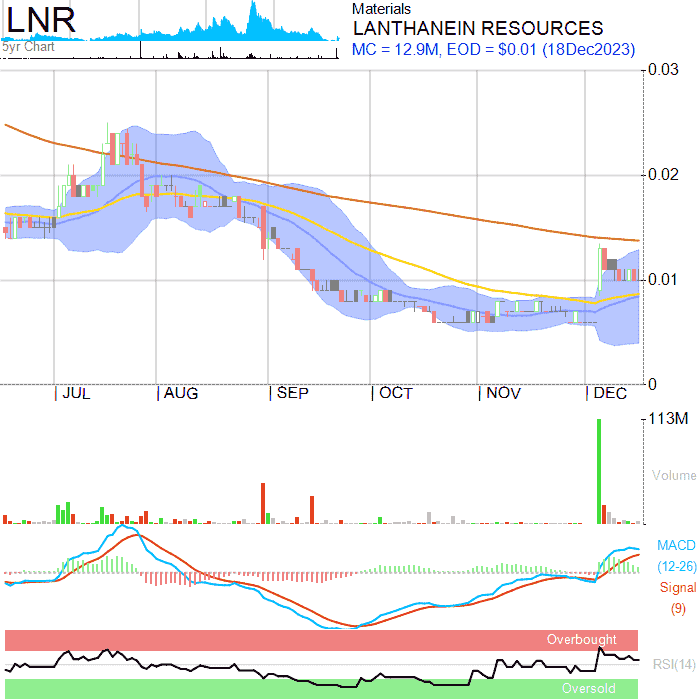 LNR
5yr Chart
Materials
LANTHANEIN RESOURCES
MC = 12.9M, EOD = $0.01 (18Dec2023)
0.03
0.02
0.01
0
JUL
AUG
SEP
OCT
NOV
DEC
113M
Volume
MACD
(12-26)
Signal
(9)
Overbought
RSI(14)
Oversold